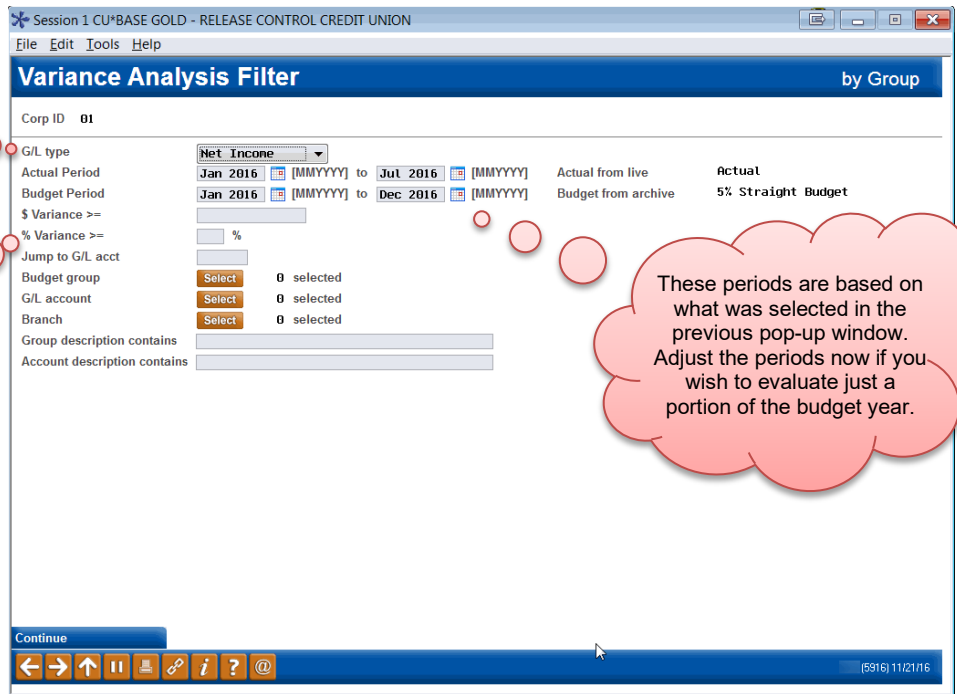 Session 1 CU*BASE GOLD - RELEASE CONTROL CREDIT UNION
File Edit Tools Help
Variance Analysis Filter by Group
Corp ID 01
G/L type Net Income
Actual Period Jan 2016 [MMYYYY] to Jul 2016 [MMYYYY] Actual from live Actual
Budget Period Jan 2016 [MMYYYY] to Dec 2016 [MMYYYY] Budget from archive 5% Straight Budget
$ Variance >=
% Variance >= %
Jump to G/L acct
Budget group Select 0 selected
G/L account Select 0 selected
Branch Select 0 selected
Group description contains
Account description contains
These periods are based on
what was selected in the
previous pop-up window.
Adjust the periods now if you
wish to evaluate just a
portion of the budget year.
Continue
i ? @ (5916) 11/21/16